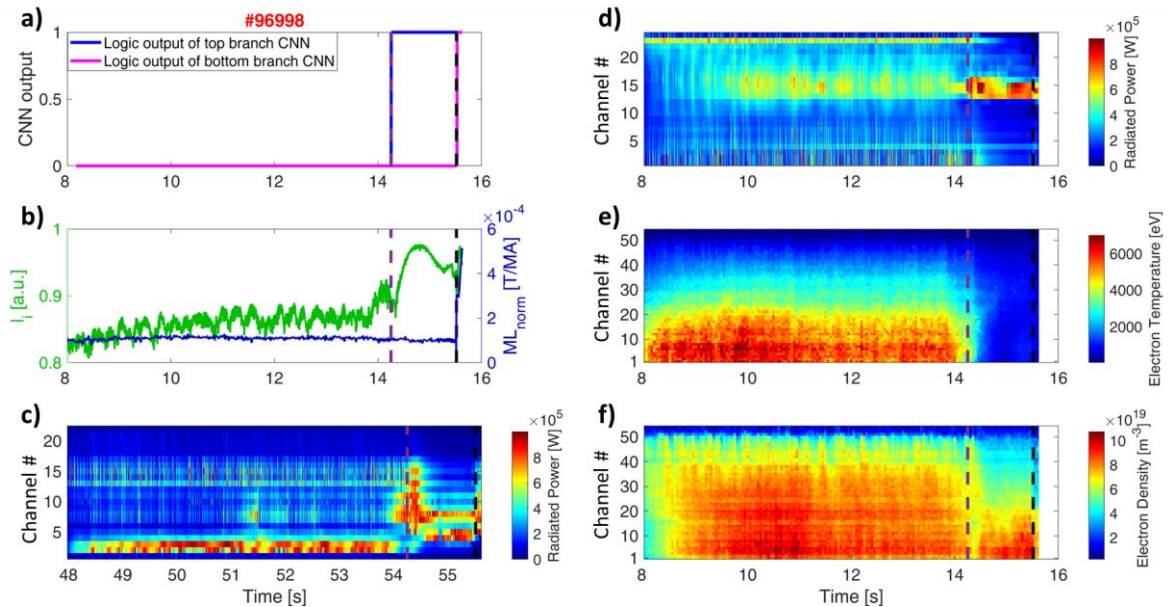 #96998
a)
CNN output
1
0.5
0
Logic output of top branch CNN
Logic output of bottom branch CNN
8 10 12 14 16
b)
l_i [a.u.]
1
0.9
0.8
×10^-4
6
4
2
0
ML_norm [T/MA]
8 10 12 14 16
c)
Channel #
20
15
10
5
48 49 50 51 52 53 54 55
Time [s]
×10^5
8
6
4
2
0
Radiated Power [W]
d)
Channel #
20
15
10
5
8 10 12 14 16
×10^5
8
6
4
2
0
Radiated Power [W]
e)
Channel #
50
40
30
20
10
1
8 10 12 14 16
6000
4000
2000
Electron Temperature [eV]
f)
Channel #
50
40
30
20
10
1
8 10 12 14 16
Time [s]
×10^19
10
8
6
4
2
Electron Density [m^-3]